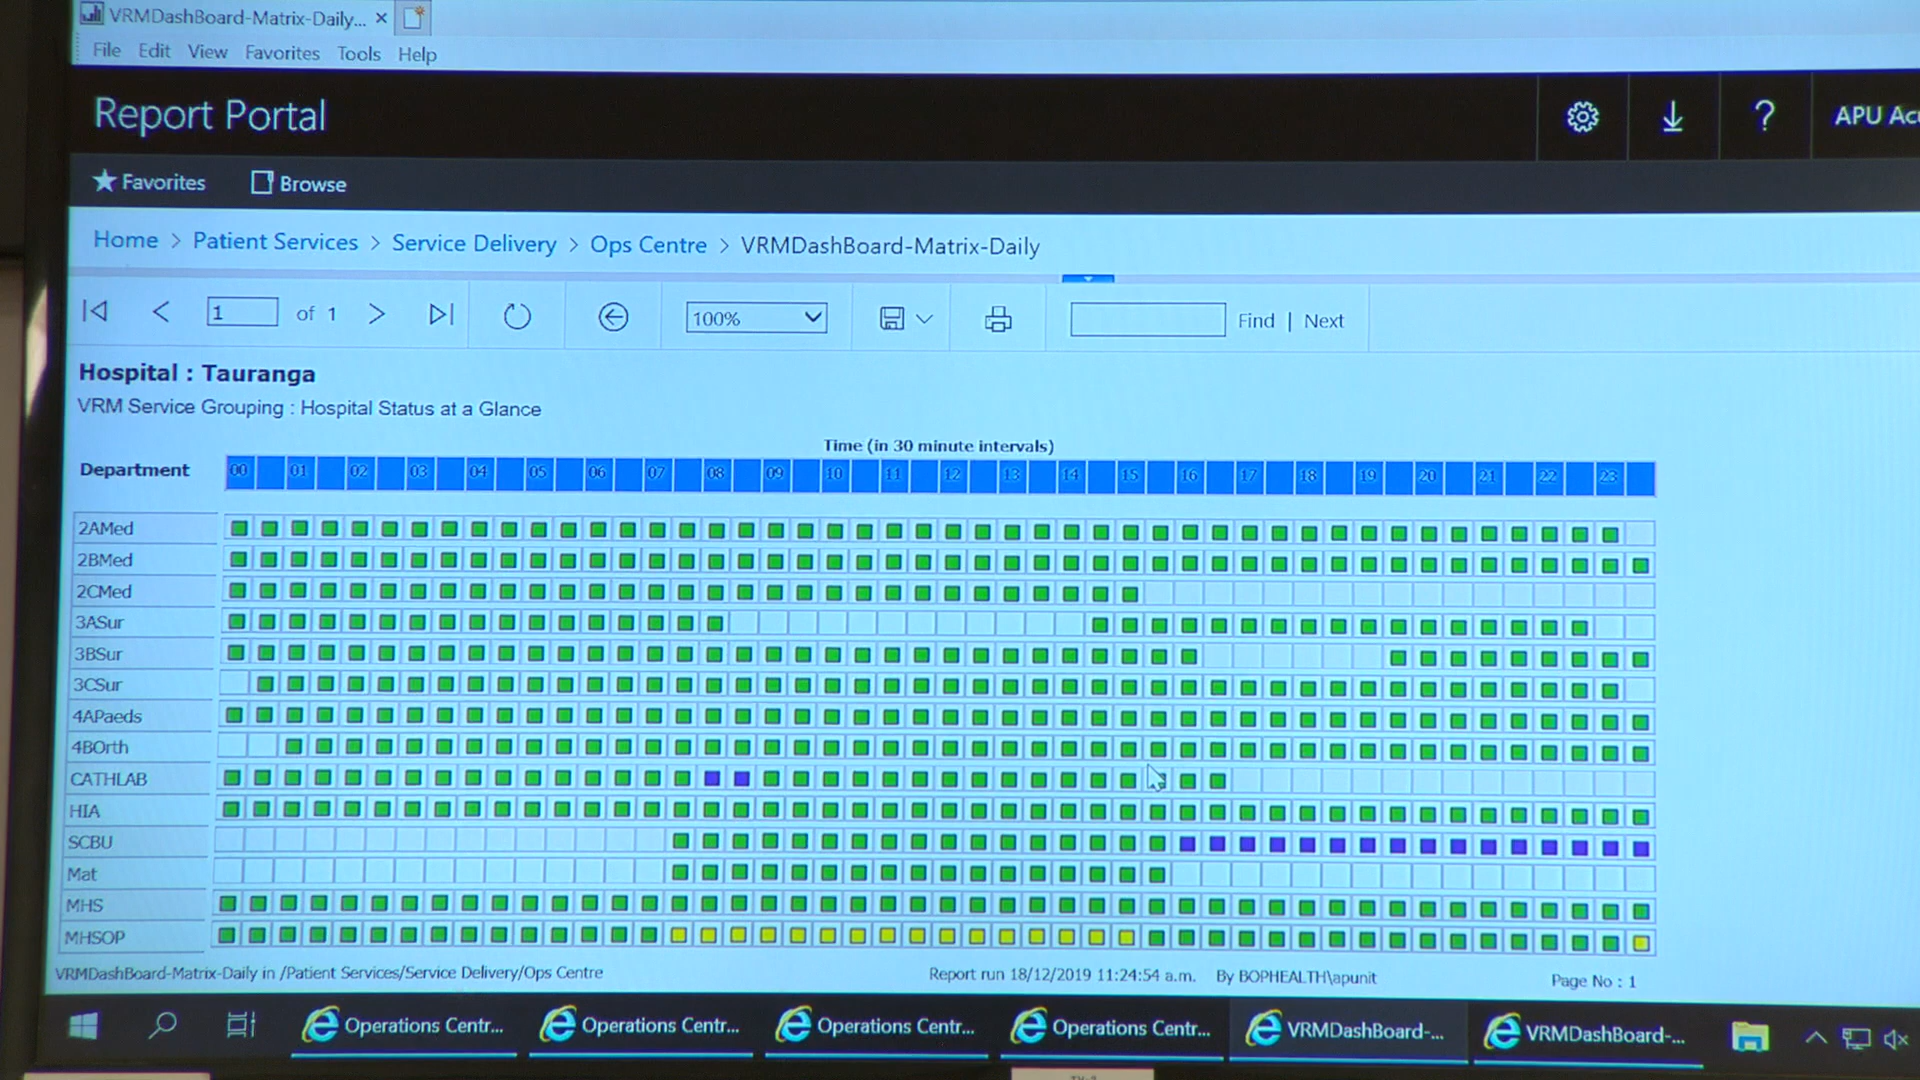 VRMDashBoard-Matrix-Daily... ×
File Edit View Favorites Tools Help
Report Portal
? APU
Favorites Browse
Home > Patient Services > Service Delivery > Ops Centre > VRMDashBoard-Matrix-Daily
1 of 1 100% Find | Next
Hospital : Tauranga
VRM Service Grouping : Hospital Status at a Glance
Time (in 30 minute intervals)
Department 00 01 02 03 04 05 06 07 08 09 10 11 12 13 14 15 16 17 18 19 20 21 22 23
2AMed
2BMed
2CMed
3ASur
3BSur
3CSur
4APaeds
4BOrth
CATHLAB
HIA
SCBU
Mat
MHS
MHSOP
VRMDashBoard-Matrix-Daily in /Patient Services/Service Delivery/Ops Centre Report run 18/12/2019 11:24:54 a.m. By BOPHEALTH\apunit Page No : 1
Operations Centr... Operations Centr... Operations Centr... Operations Centr... VRMDashBoard-... VRMDashBoard-...